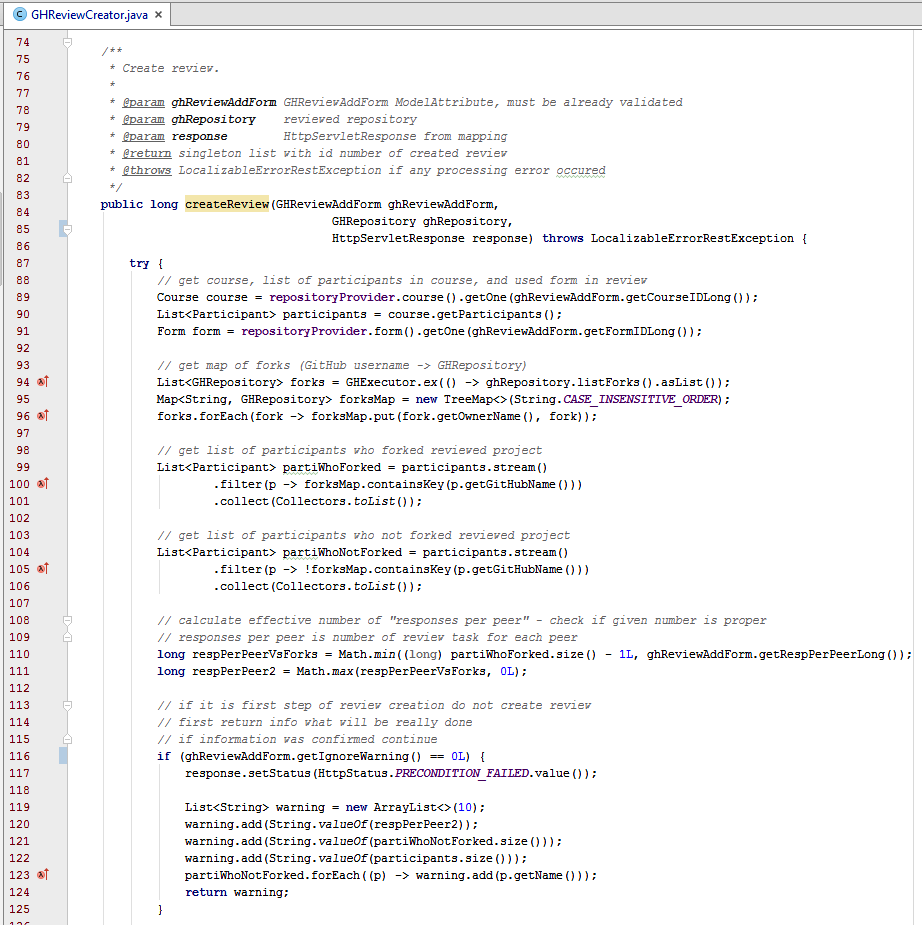 GHReviewCreator.java ×
74 /**
75 * Create review.
76 *
77 * @param ghReviewAddForm GHReviewAddForm ModelAttribute, must be already validated
78 * @param ghRepository reviewed repository
79 * @param response HttpServletResponse from mapping
80 * @return singleton list with id number of created review
81 * @throws LocalizableErrorRestException if any processing error occured
82 */
83 public long createReview(GHReviewAddForm ghReviewAddForm,
84 GHRepository ghRepository,
85 HttpServletResponse response) throws LocalizableErrorRestException {
86
87 try {
88 // get course, list of participants in course, and used form in review
89 Course course = repositoryProvider.course().getOne(ghReviewAddForm.getCourseIDLong());
90 List<Participant> participants = course.getParticipants();
91 Form form = repositoryProvider.form().getOne(ghReviewAddForm.getFormIDLong());
92
93 // get map of forks (GitHub username -> GHRepository)
94 List<GHRepository> forks = GHExecutor.ex(() -> ghRepository.listForks().asList());
95 Map<String, GHRepository> forksMap = new TreeMap<>(String.CASE_INSENSITIVE_ORDER);
96 forks.forEach(fork -> forksMap.put(fork.getOwnerName(), fork));
97
98 // get list of participants who forked reviewed project
99 List<Participant> partiWhoForked = participants.stream()
100 .filter(p -> forksMap.containsKey(p.getGitHubName()))
101 .collect(Collectors.toList());
102
103 // get list of participants who not forked reviewed project
104 List<Participant> partiWhoNotForked = participants.stream()
105 .filter(p -> !forksMap.containsKey(p.getGitHubName()))
106 .collect(Collectors.toList());
107
108 // calculate effective number of "responses per peer" - check if given number is proper
109 // responses per peer is number of review task for each peer
110 long respPerPeerVsForks = Math.min((long) partiWhoForked.size() - 1L, ghReviewAddForm.getRespPerPeerLong());
111 long respPerPeer2 = Math.max(respPerPeerVsForks, 0L);
112
113 // if it is first step of review creation do not create review
114 // first return info what will be really done
115 // if information was confirmed continue
116 if (ghReviewAddForm.getIgnoreWarning() == 0L) {
117 response.setStatus(HttpStatus.PRECONDITION_FAILED.value());
118
119 List<String> warning = new ArrayList<>(10);
120 warning.add(String.valueOf(respPerPeer2));
121 warning.add(String.valueOf(partiWhoNotForked.size()));
122 warning.add(String.valueOf(participants.size()));
123 partiWhoNotForked.forEach((p) -> warning.add(p.getName()));
124 return warning;
125 }